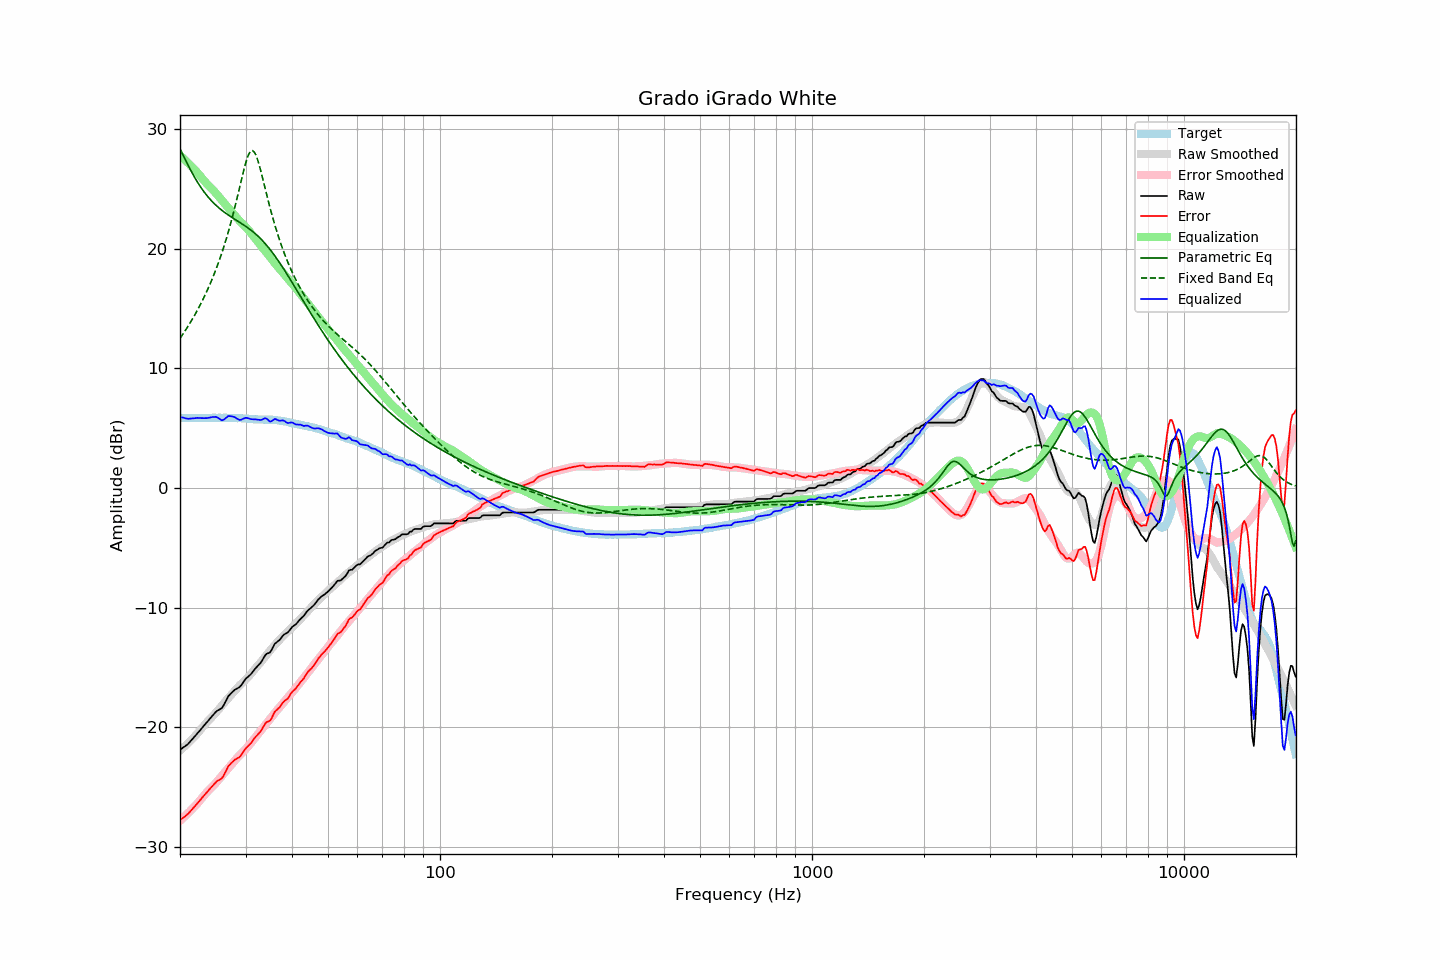 Grado iGrado White
30
20
10
0
−10
−20
−30
Amplitude (dBr)
100
1000
10000
Frequency (Hz)
Target
Raw Smoothed
Error Smoothed
Raw
Error
Equalization
Parametric Eq
Fixed Band Eq
Equalized